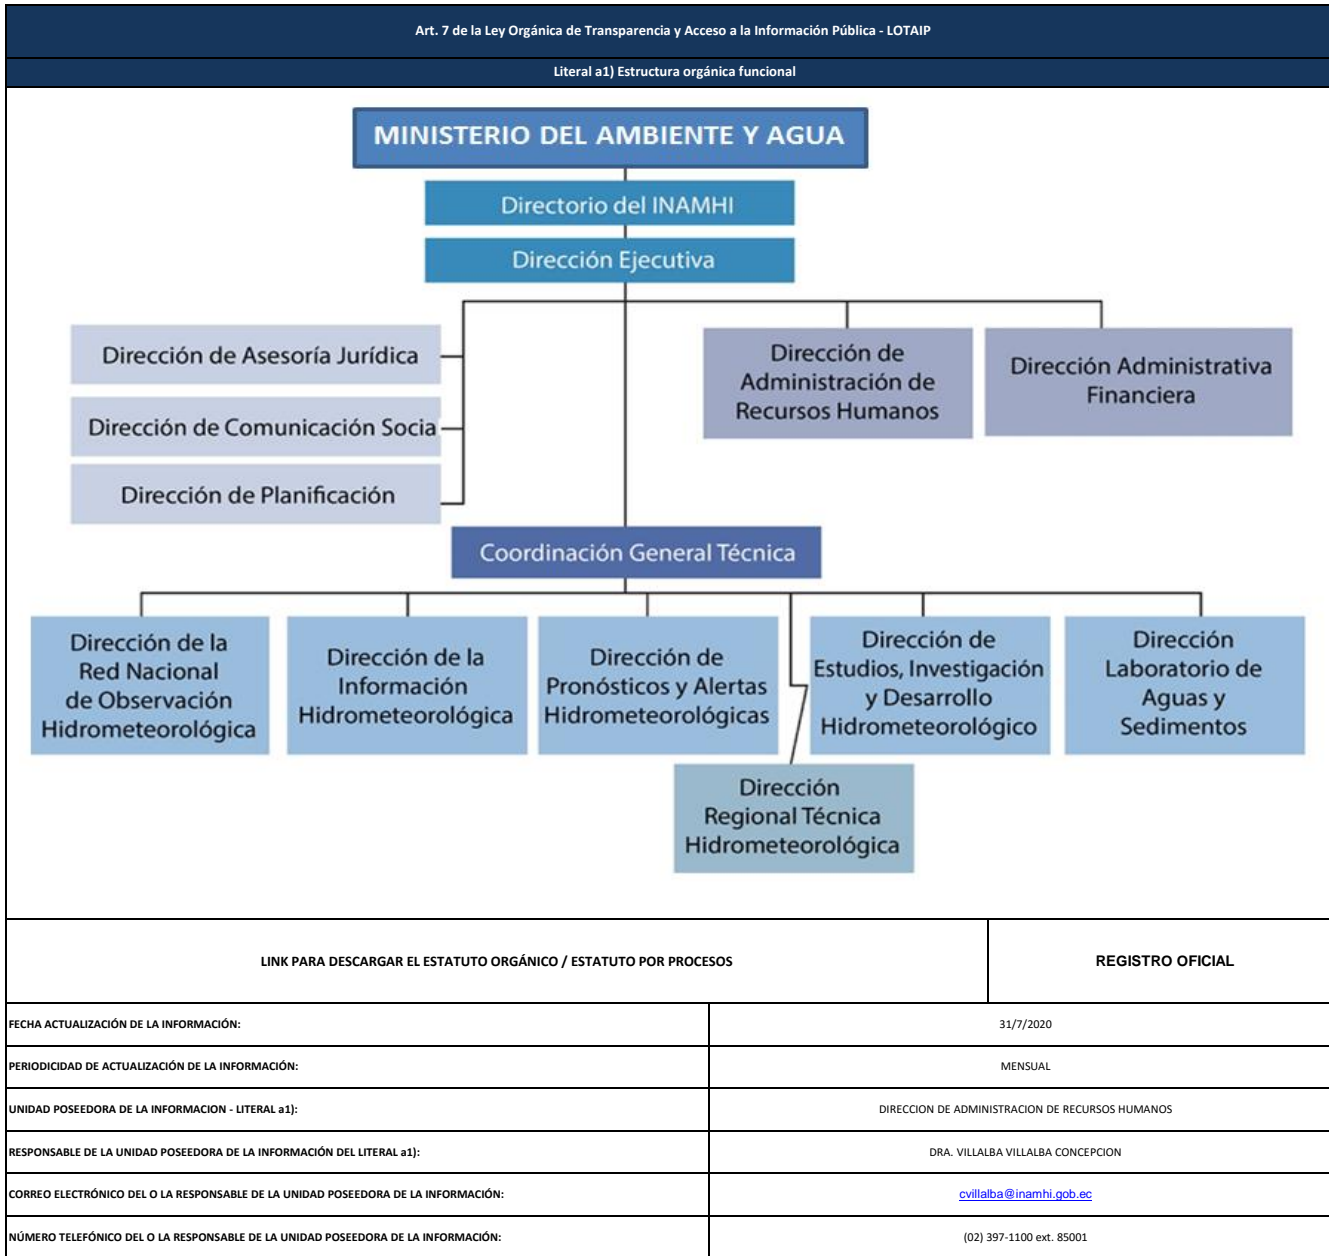 Art. 7 de la Ley Orgánica de Transparencia y Acceso a la Información Pública - LOTAIP
Literal a1) Estructura orgánica funcional
MINISTERIO DEL AMBIENTE Y AGUA
Directorio del INAMHI
Dirección Ejecutiva
Dirección de Asesoría Jurídica
Dirección de Comunicación Socia
Dirección de Planificación
Dirección de
Administración de
Recursos Humanos
Dirección Administrativa
Financiera
Coordinación General Técnica
Dirección de la
Red Nacional
de Observación
Hidrometeorológica
Dirección de la
Información
Hidrometeorológica
Dirección de
Pronósticos y Alertas
Hidrometeorológicas
Dirección de
Estudios, Investigación
y Desarrollo
Hidrometeorológico
Dirección
Laboratorio de
Aguas y
Sedimentos
Dirección
Regional Técnica
Hidrometeorológica
LINK PARA DESCARGAR EL ESTATUTO ORGÁNICO / ESTATUTO POR PROCESOS
REGISTRO OFICIAL
FECHA ACTUALIZACIÓN DE LA INFORMACIÓN:
31/7/2020
PERIODICIDAD DE ACTUALIZACIÓN DE LA INFORMACIÓN:
MENSUAL
UNIDAD POSEEDORA DE LA INFORMACION - LITERAL a1):
DIRECCION DE ADMINISTRACION DE RECURSOS HUMANOS
RESPONSABLE DE LA UNIDAD POSEEDORA DE LA INFORMACIÓN DEL LITERAL a1):
DRA. VILLALBA VILLALBA CONCEPCION
CORREO ELECTRÓNICO DEL O LA RESPONSABLE DE LA UNIDAD POSEEDORA DE LA INFORMACIÓN:
cvillalba@inamhi.gob.ec
NÚMERO TELEFÓNICO DEL O LA RESPONSABLE DE LA UNIDAD POSEEDORA DE LA INFORMACIÓN:
(02) 397-1100 ext. 85001